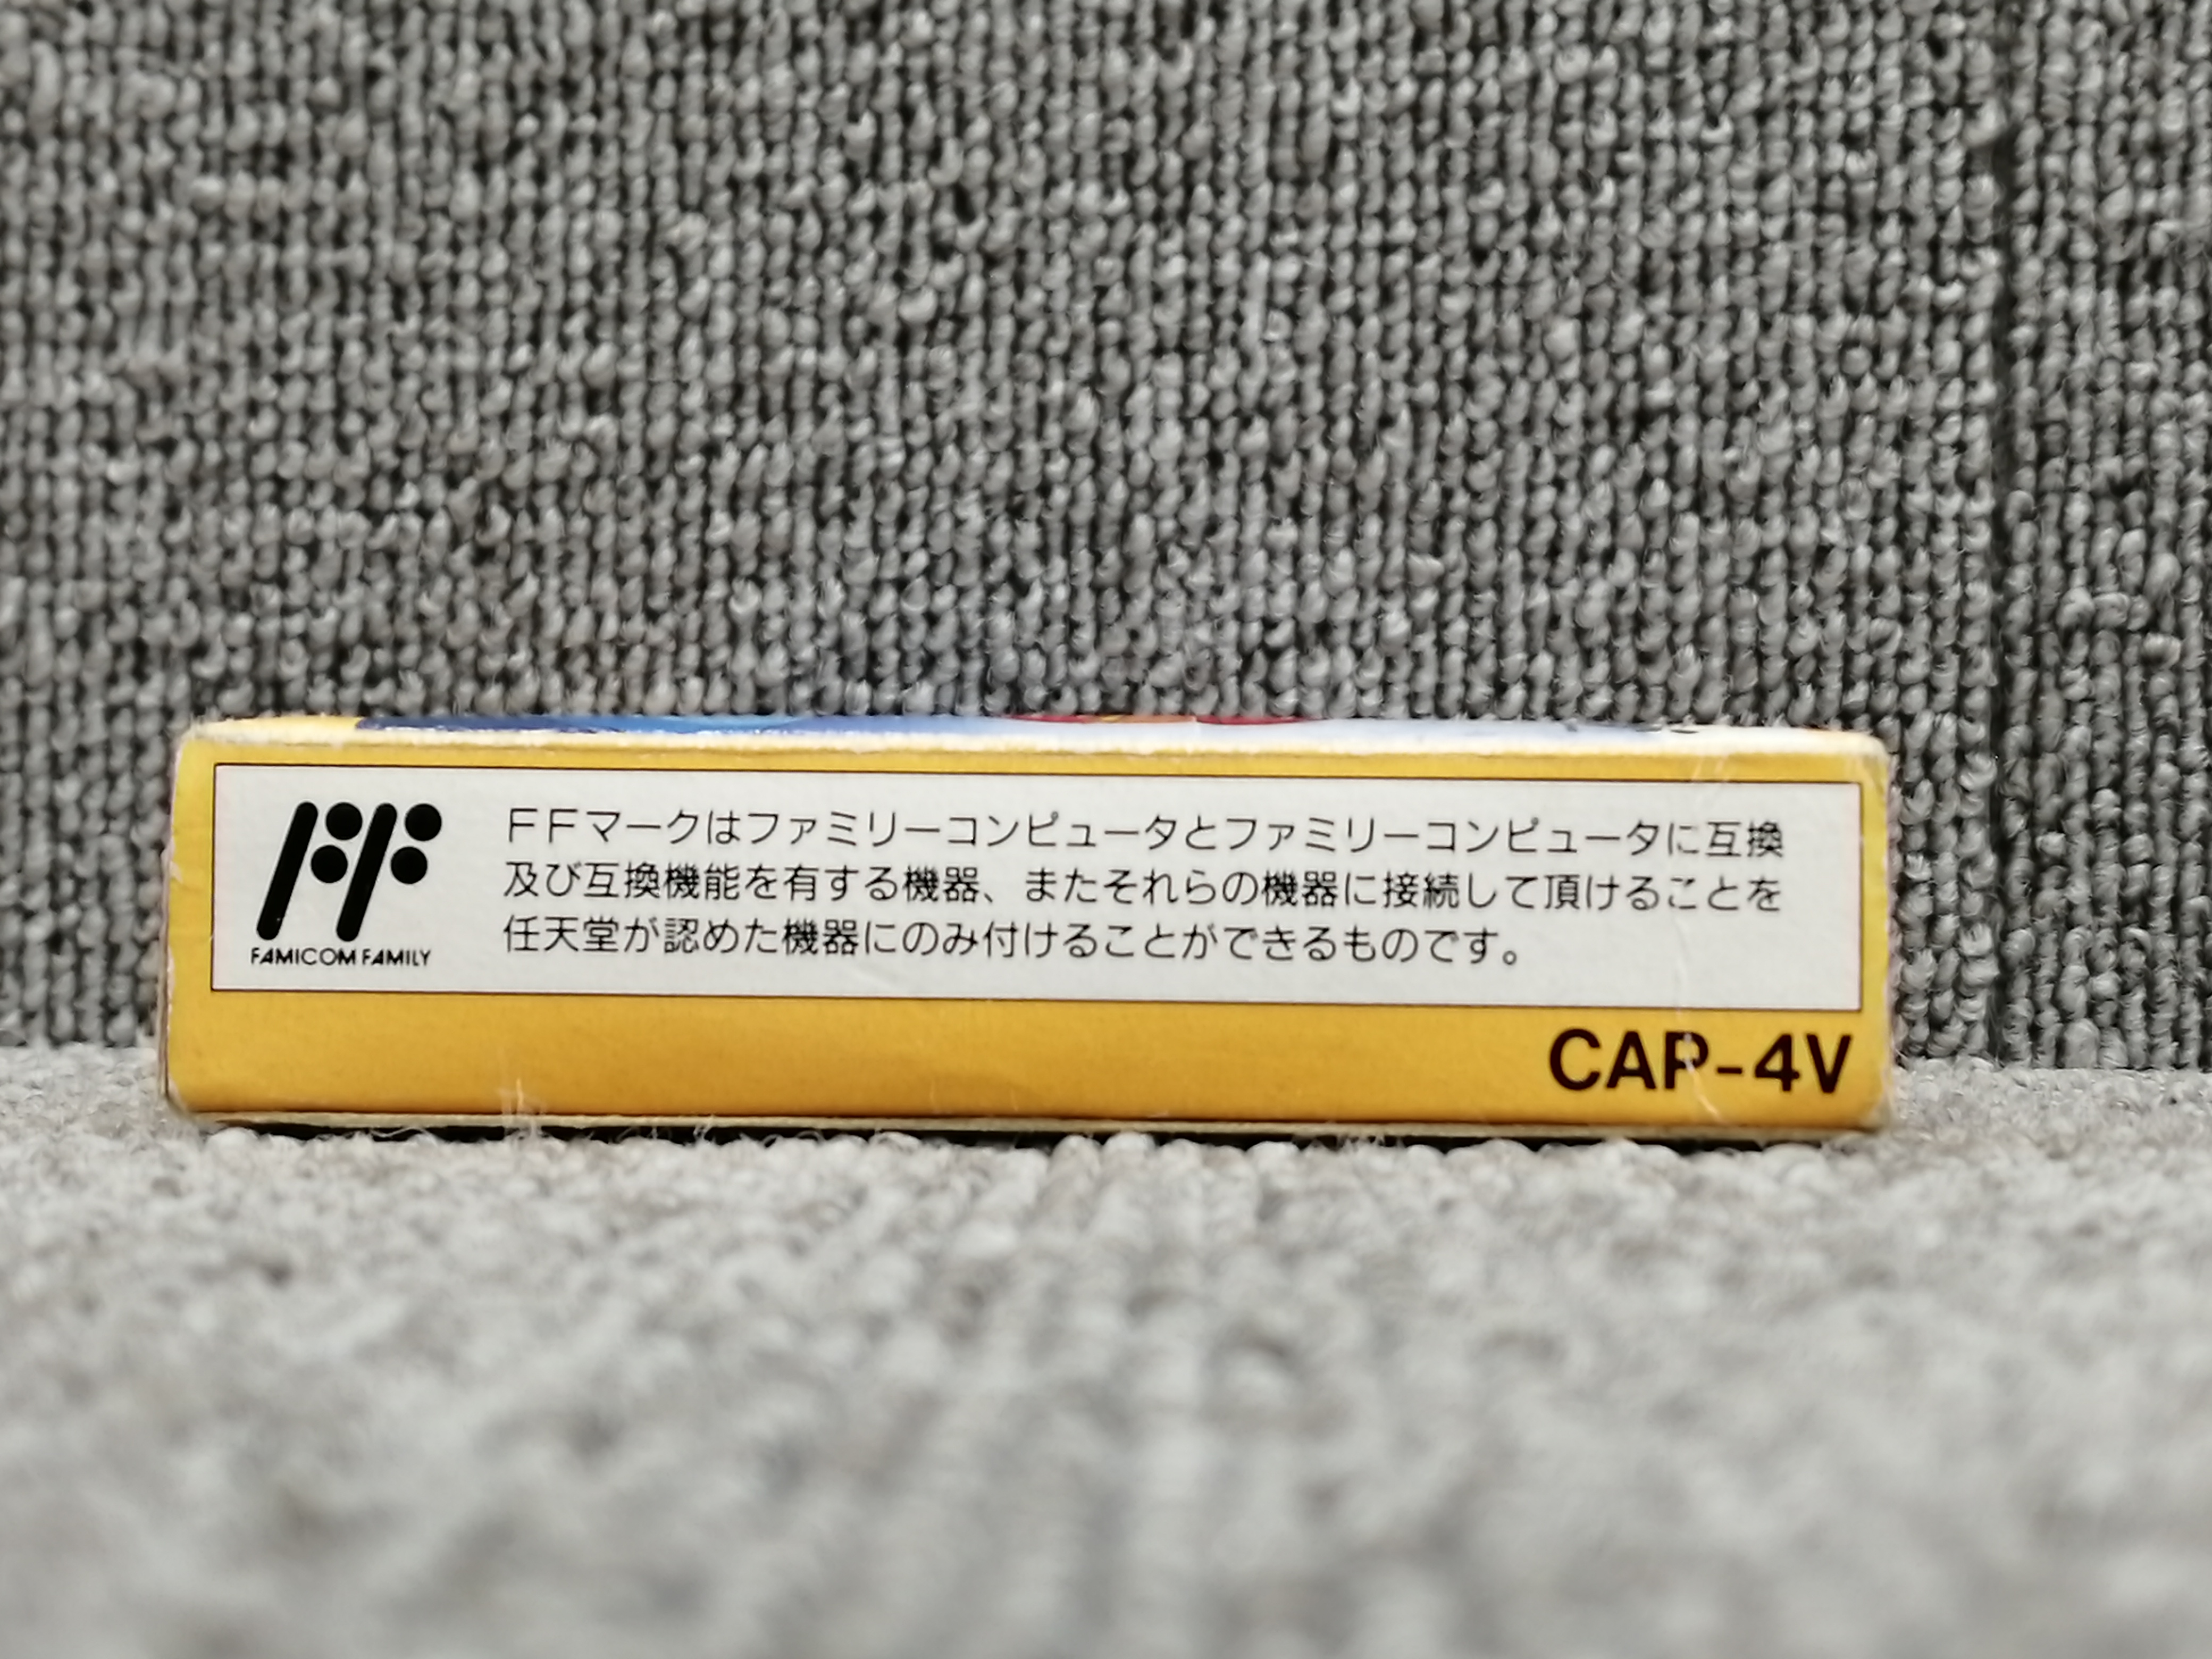 FAMICOM FAMILY
ＦＦマークはファミリーコンピュータとファミリーコンピュータに互換
及び互換機能を有する機器、またそれらの機器に接続して頂けることを
任天堂が認めた機器にのみ付けることができるものです。
CAP-4V